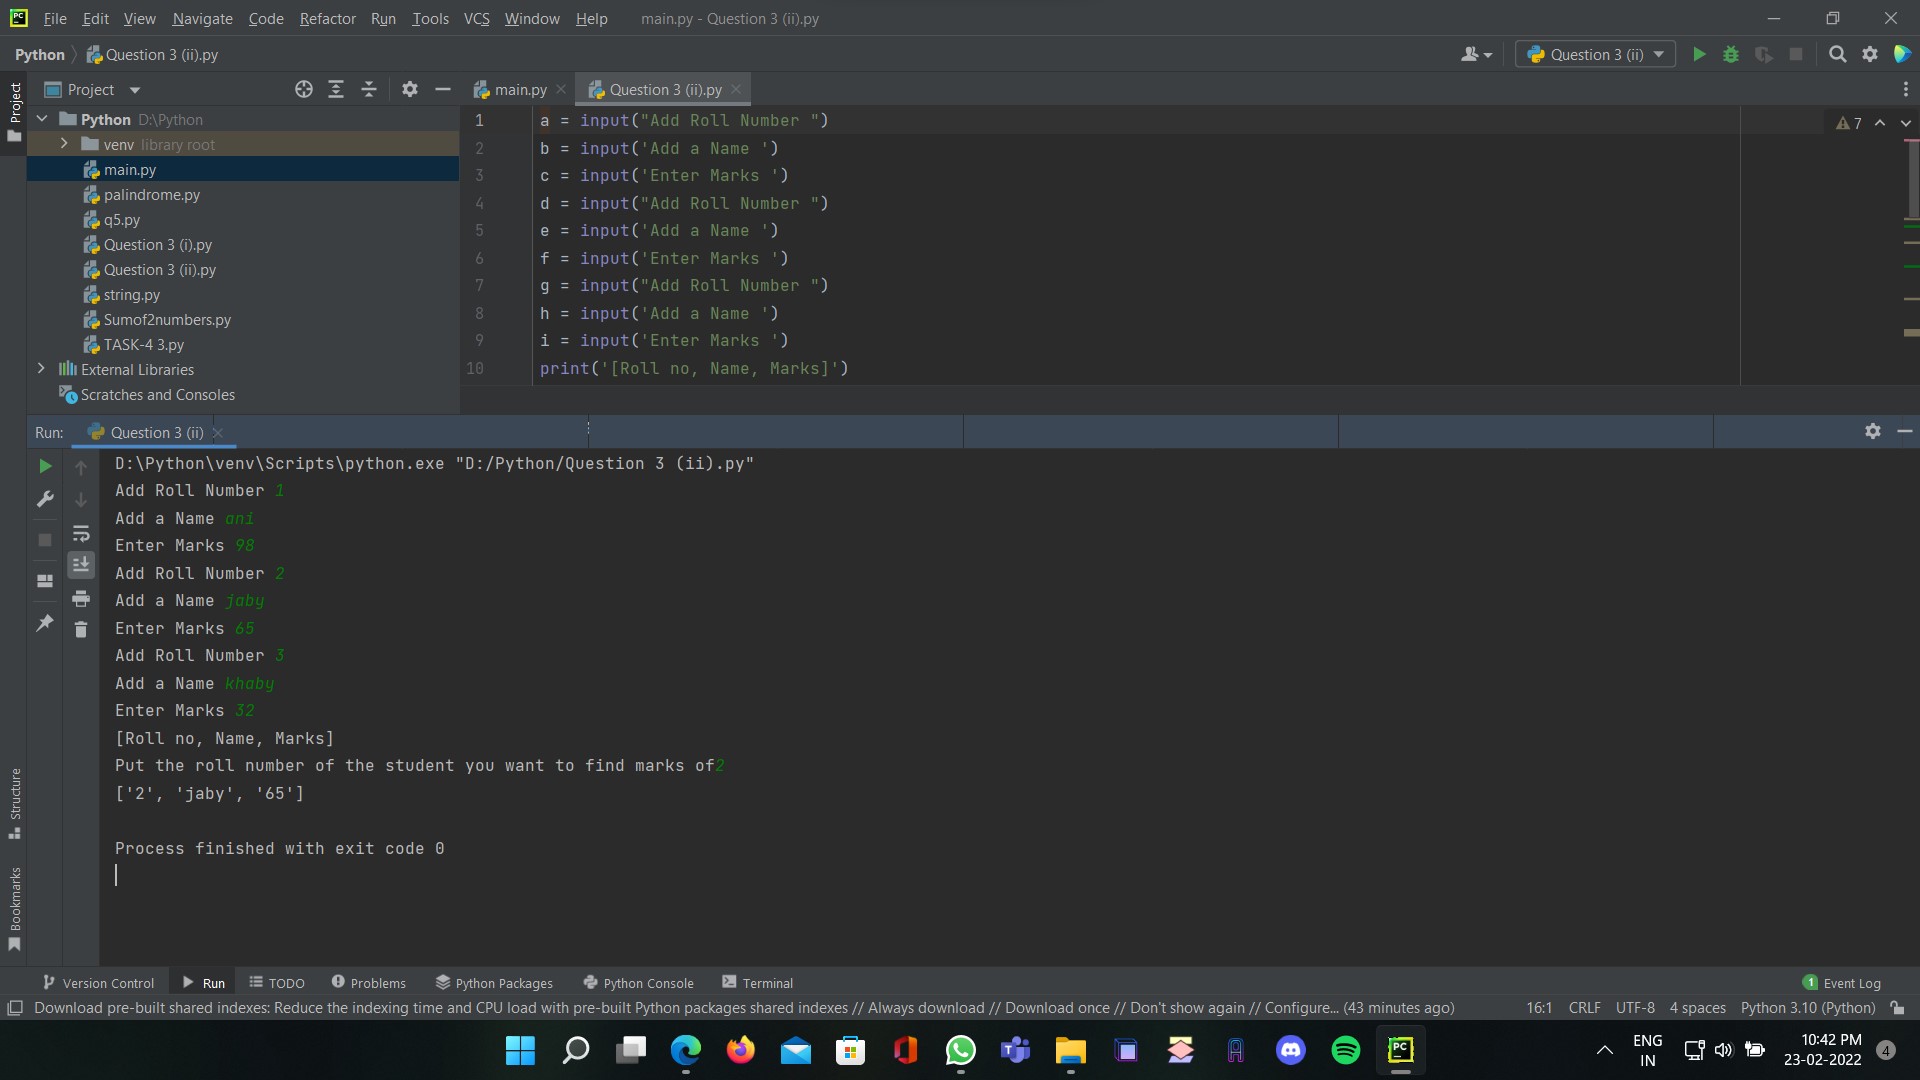 File Edit View Navigate Code Refactor Run Tools VCS Window Help main.py - Question 3 (ii).py
Python Question 3 (ii).py
Question 3 (ii)
Project
Project
main.py
Question 3 (ii).py
Python D:\Python
venv library root
main.py
palindrome.py
q5.py
Question 3 (i).py
Question 3 (ii).py
string.py
Sumof2numbers.py
TASK-4 3.py
External Libraries
Scratches and Consoles
1 a = input("Add Roll Number ")
2 b = input('Add a Name ')
3 c = input('Enter Marks ')
4 d = input("Add Roll Number ")
5 e = input('Add a Name ')
6 f = input('Enter Marks ')
7 g = input("Add Roll Number ")
8 h = input('Add a Name ')
9 i = input('Enter Marks ')
10 print('[Roll no, Name, Marks]')
7
Run: Question 3 (ii)
D:\Python\venv\Scripts\python.exe "D:/Python/Question 3 (ii).py"
Add Roll Number 1
Add a Name ani
Enter Marks 98
Add Roll Number 2
Add a Name jaby
Enter Marks 65
Add Roll Number 3
Add a Name khaby
Enter Marks 32
[Roll no, Name, Marks]
Put the roll number of the student you want to find marks of2
['2', 'jaby', '65']
Process finished with exit code 0
Structure
Bookmarks
Version Control Run TODO Problems Python Packages Python Console Terminal 1 Event Log
Download pre-built shared indexes: Reduce the indexing time and CPU load with pre-built Python packages shared indexes // Always download // Download once // Don't show again // Configure... (43 minutes ago) 16:1 CRLF UTF-8 4 spaces Python 3.10 (Python)
ENG
IN
10:42 PM
23-02-2022
4